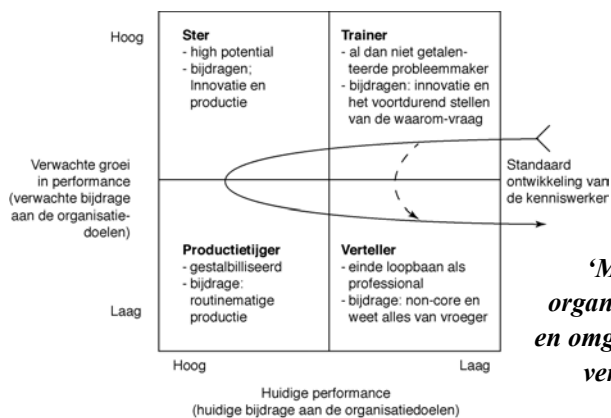 Hoog
Ster
- high potential
- bijdragen;
Innovatie en
productie
Trainer
- al dan niet getalen-
teerde probleemmaker
- bijdragen: innovatie en
het voortdurend stellen
van de waarom-vraag
Verwachte groei
in performance
(verwachte bijdrage
aan de organisatie-
doelen)
Standaard
ontwikkeling van
de kenniswerker
Productietijger
- gestalbilliseerd
- bijdrage:
routinematige
productie
Verteller
- einde loopbaan als
professional
- bijdrage: non-core en
weet alles van vroeger
Laag
Hoog
Laag
Huidige performance
(huidige bijdrage aan de organisatiedoelen)
‘M
organ
en omg
ver